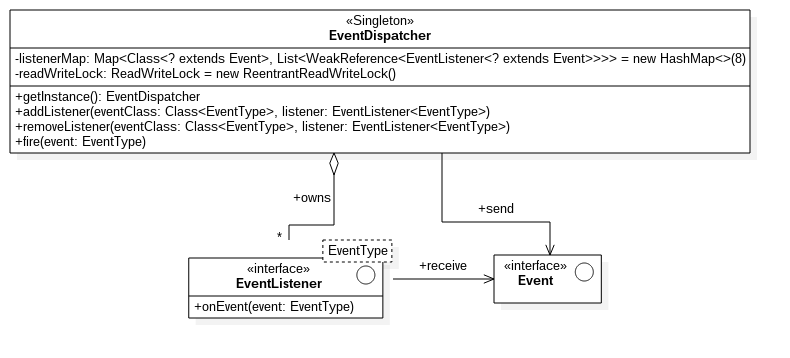 «Singleton»
EventDispatcher
-listenerMap: Map<Class<? extends Event>, List<WeakReference<EventListener<? extends Event>>>> = new HashMap<>(8)
-readWriteLock: ReadWriteLock = new ReentrantReadWriteLock()
+getInstance(): EventDispatcher
+addListener(eventClass: Class<EventType>, listener: EventListener<EventType>)
+removeListener(eventClass: Class<EventType>, listener: EventListener<EventType>)
+fire(event: EventType)
+owns
+send
*
EventType
«interface»
EventListener
+onEvent(event: EventType)
+receive
«interface»
Event